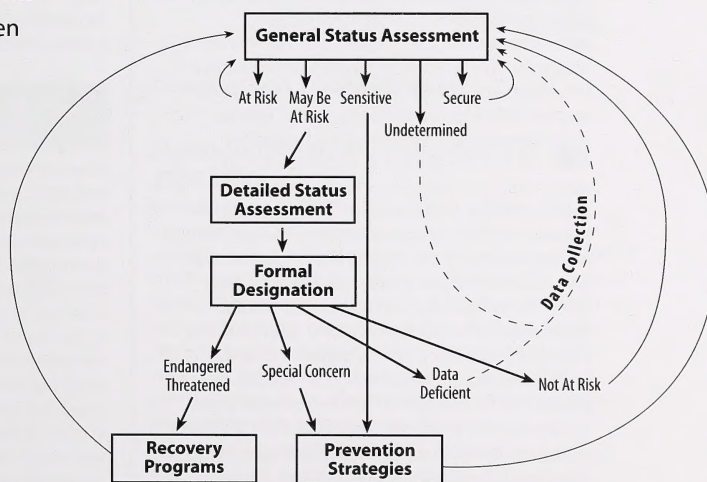 en
General Status Assessment
At Risk
May Be
At Risk
Sensitive
Undetermined
Secure
Detailed Status
Assessment
Formal
Designation
Data Collection
Endangered
Threatened
Special Concern
Data
Deficient
Not At Risk
Recovery
Programs
Prevention
Strategies